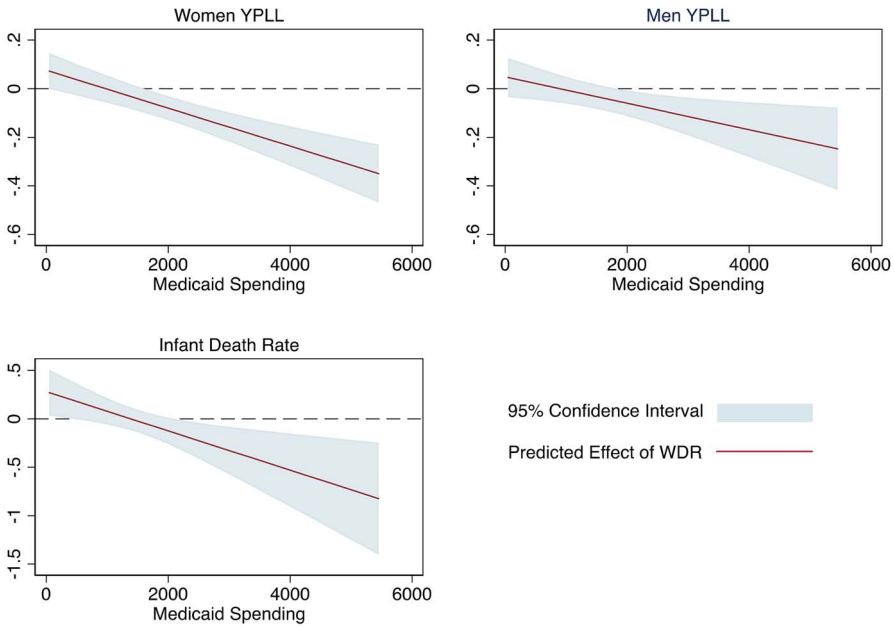 Women YPLL
.2
0
-.2
-.4
-.6
0 2000 4000 6000
Medicaid Spending
Men YPLL
.2
0
-.2
-.4
-.6
0 2000 4000 6000
Medicaid Spending
Infant Death Rate
.5
0
-.5
-1
-1.5
0 2000 4000 6000
Medicaid Spending
95% Confidence Interval
Predicted Effect of WDR